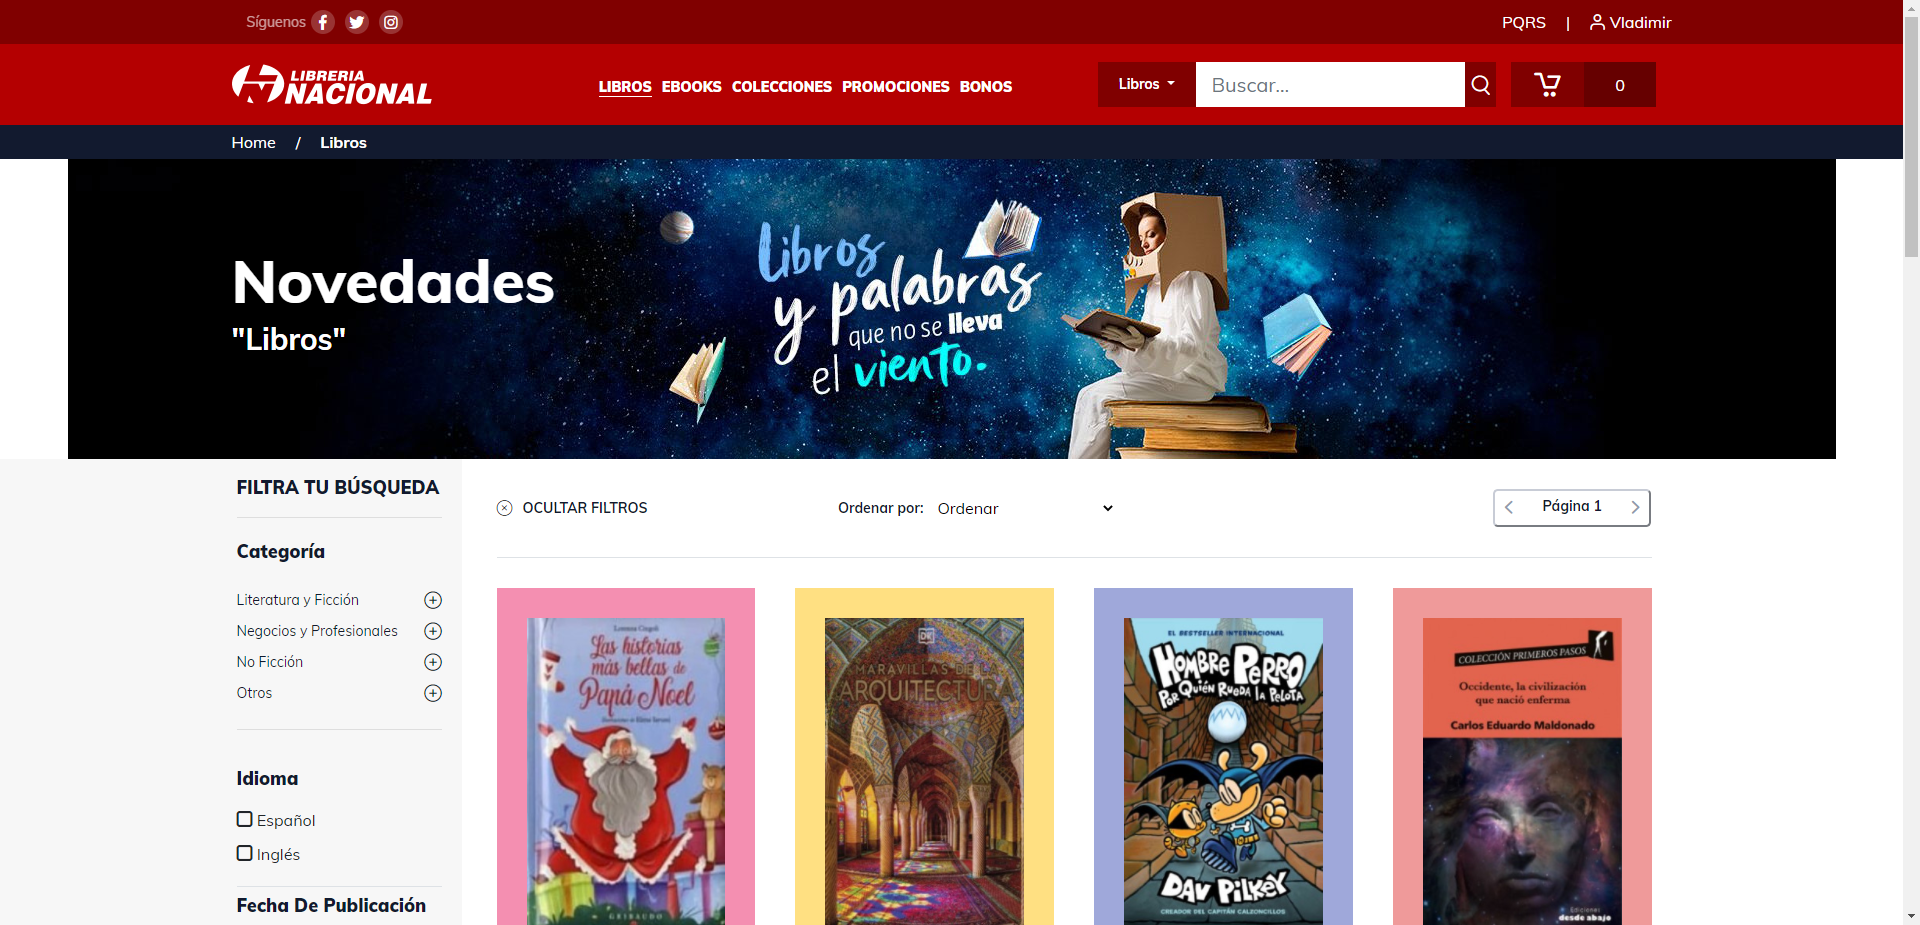 Síguenos
PQRS | Vladimir
LIBRERIA
NACIONAL
LIBROS EBOOKS COLECCIONES PROMOCIONES BONOS
Libros
Buscar...
0
Home / Libros
Novedades
"Libros"
Libros
y palabras
que no se lleva
el viento.
FILTRA TU BÚSQUEDA
Categoría
Literatura y Ficción
Negocios y Profesionales
No Ficción
Otros
Idioma
Español
Inglés
Fecha De Publicación
OCULTAR FILTROS
Ordenar por: Ordenar
Página 1
Las historias
más bellas de
Papá Noel
GRIBAUDO
DK
MARAVILLAS DE LA
ARQUITECTURA
EL BESTSELLER INTERNACIONAL
HOMBRE PERRO
POR QUIÉN RUEDA LA PELOTA
DAV PILKEY
CREADOR DEL CAPITÁN CALZONCILLOS
COLECCIÓN PRIMEROS PASOS
Occidente, la civilización
que nació enferma
Carlos Eduardo Maldonado
Ediciones
desde abajo